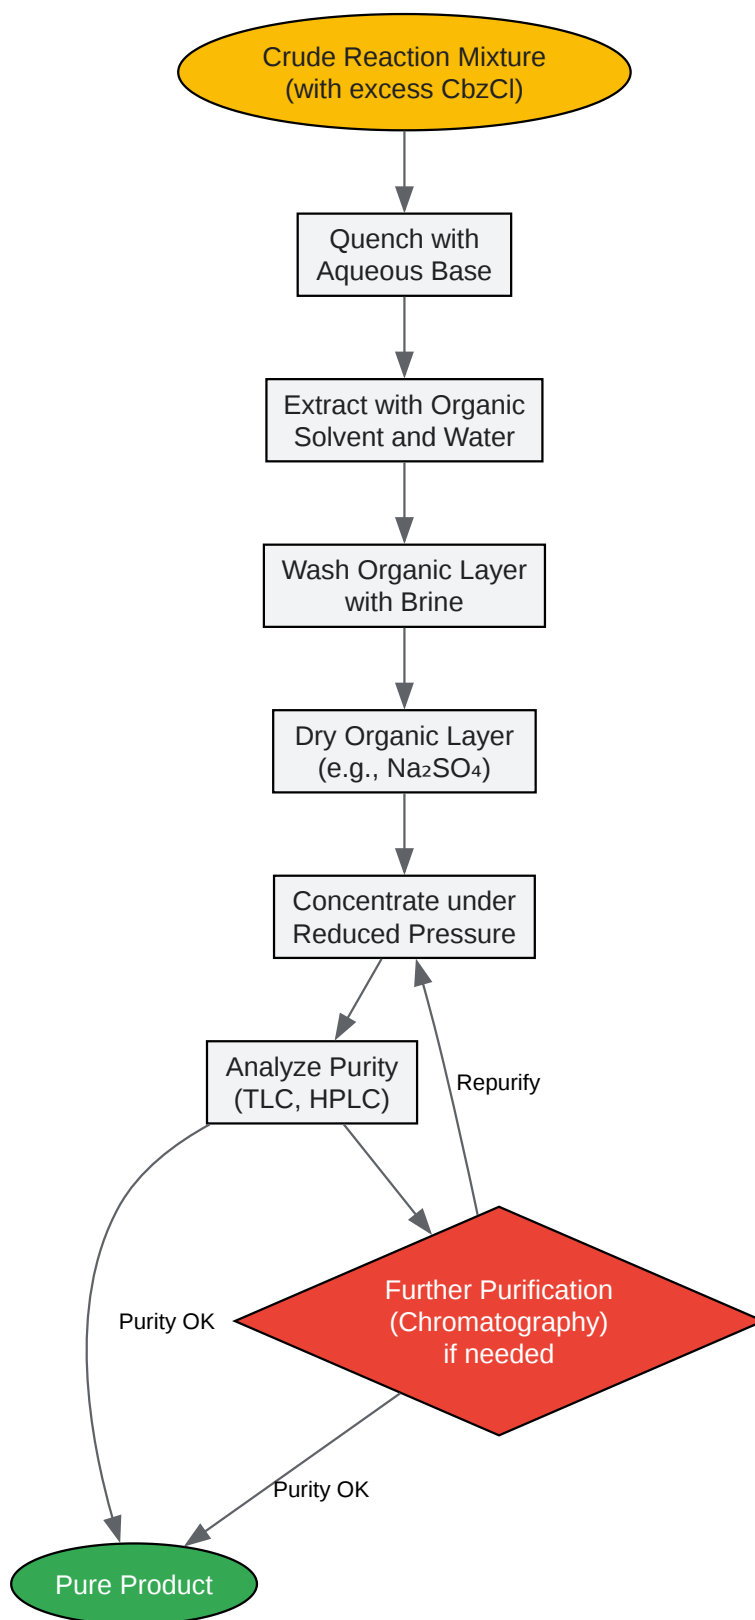 Crude Reaction Mixture
(with excess CbzCl)
Quench with
Aqueous Base
Extract with Organic
Solvent and Water
Wash Organic Layer
with Brine
Dry Organic Layer
(e.g., Na₂SO₄)
Concentrate under
Reduced Pressure
Analyze Purity
(TLC, HPLC)
Repurify
Further Purification
(Chromatography)
if needed
Purity OK
Purity OK
Pure Product